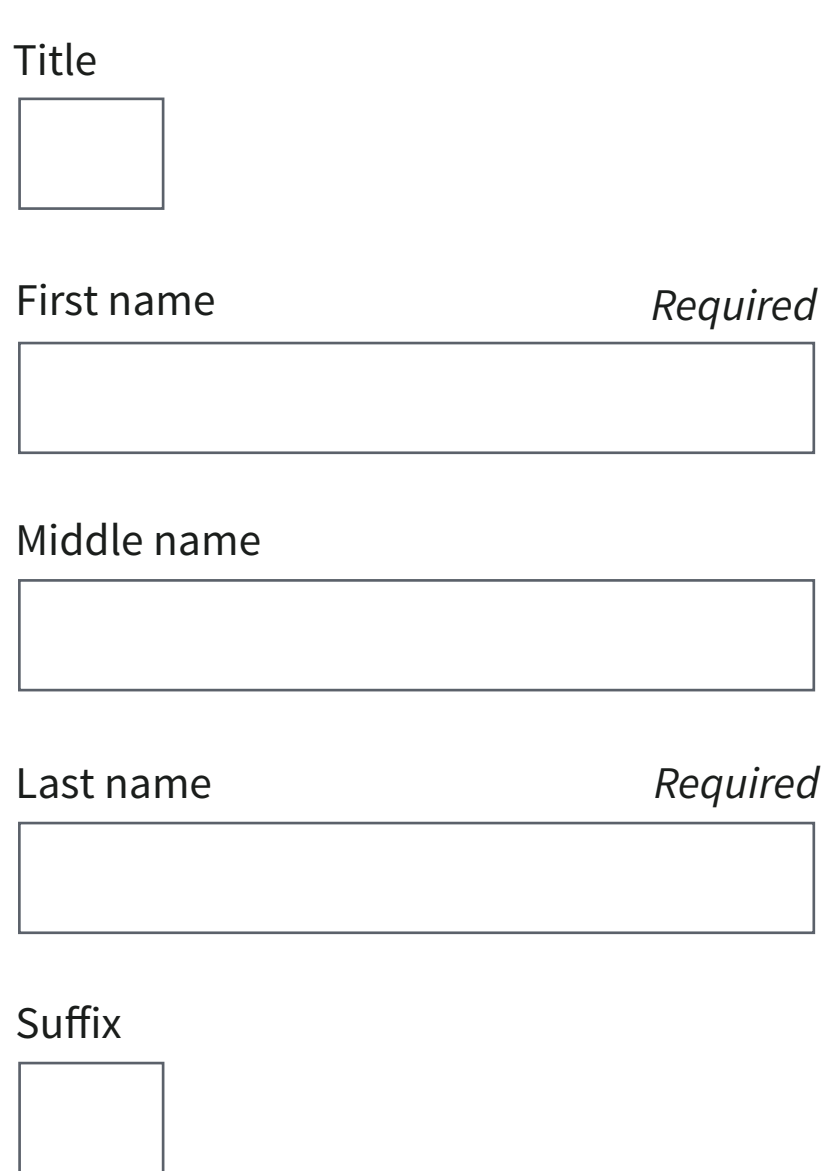 Title
First name Required
Middle name
Last name Required
Suffix